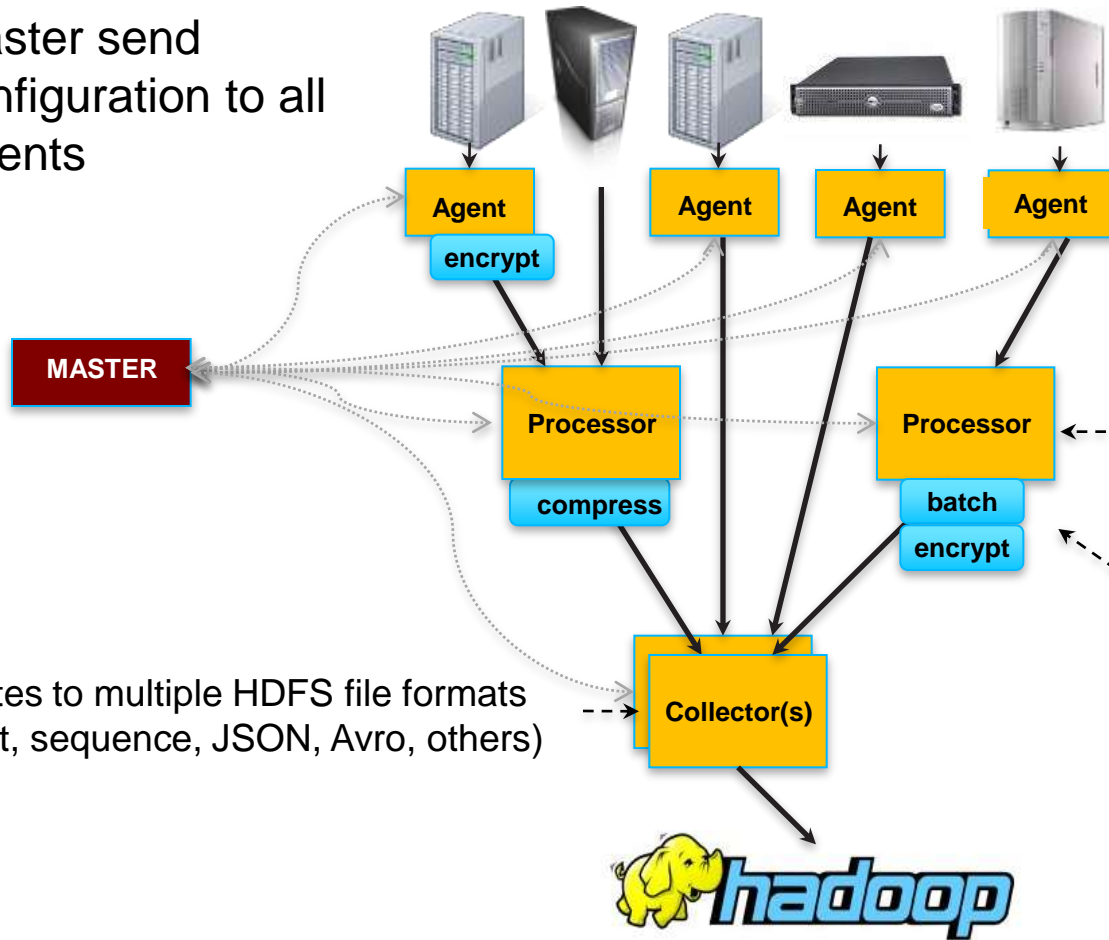 aster send
nfiguration to all
ents
Agent
Agent
Agent
Agent
encrypt
MASTER
Processor
Processor
compress
batch
encrypt
tes to multiple HDFS file formats
t, sequence, JSON, Avro, others)
Collector(s)
hadoop